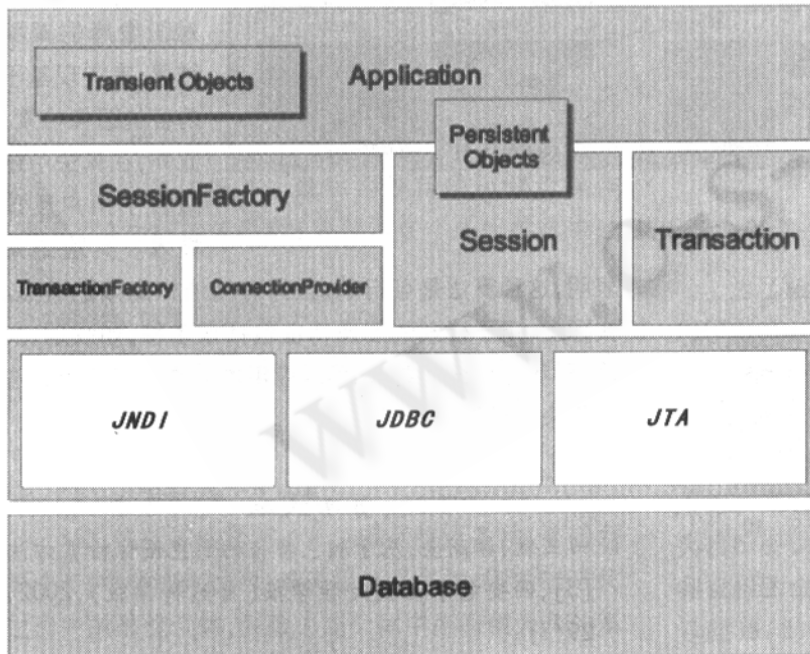 Transient Objects
Application
Persistent
Objects
SessionFactory
Session
Transaction
TransactionFactory
ConnectionProvider
JNDI
JDBC
JTA
Database